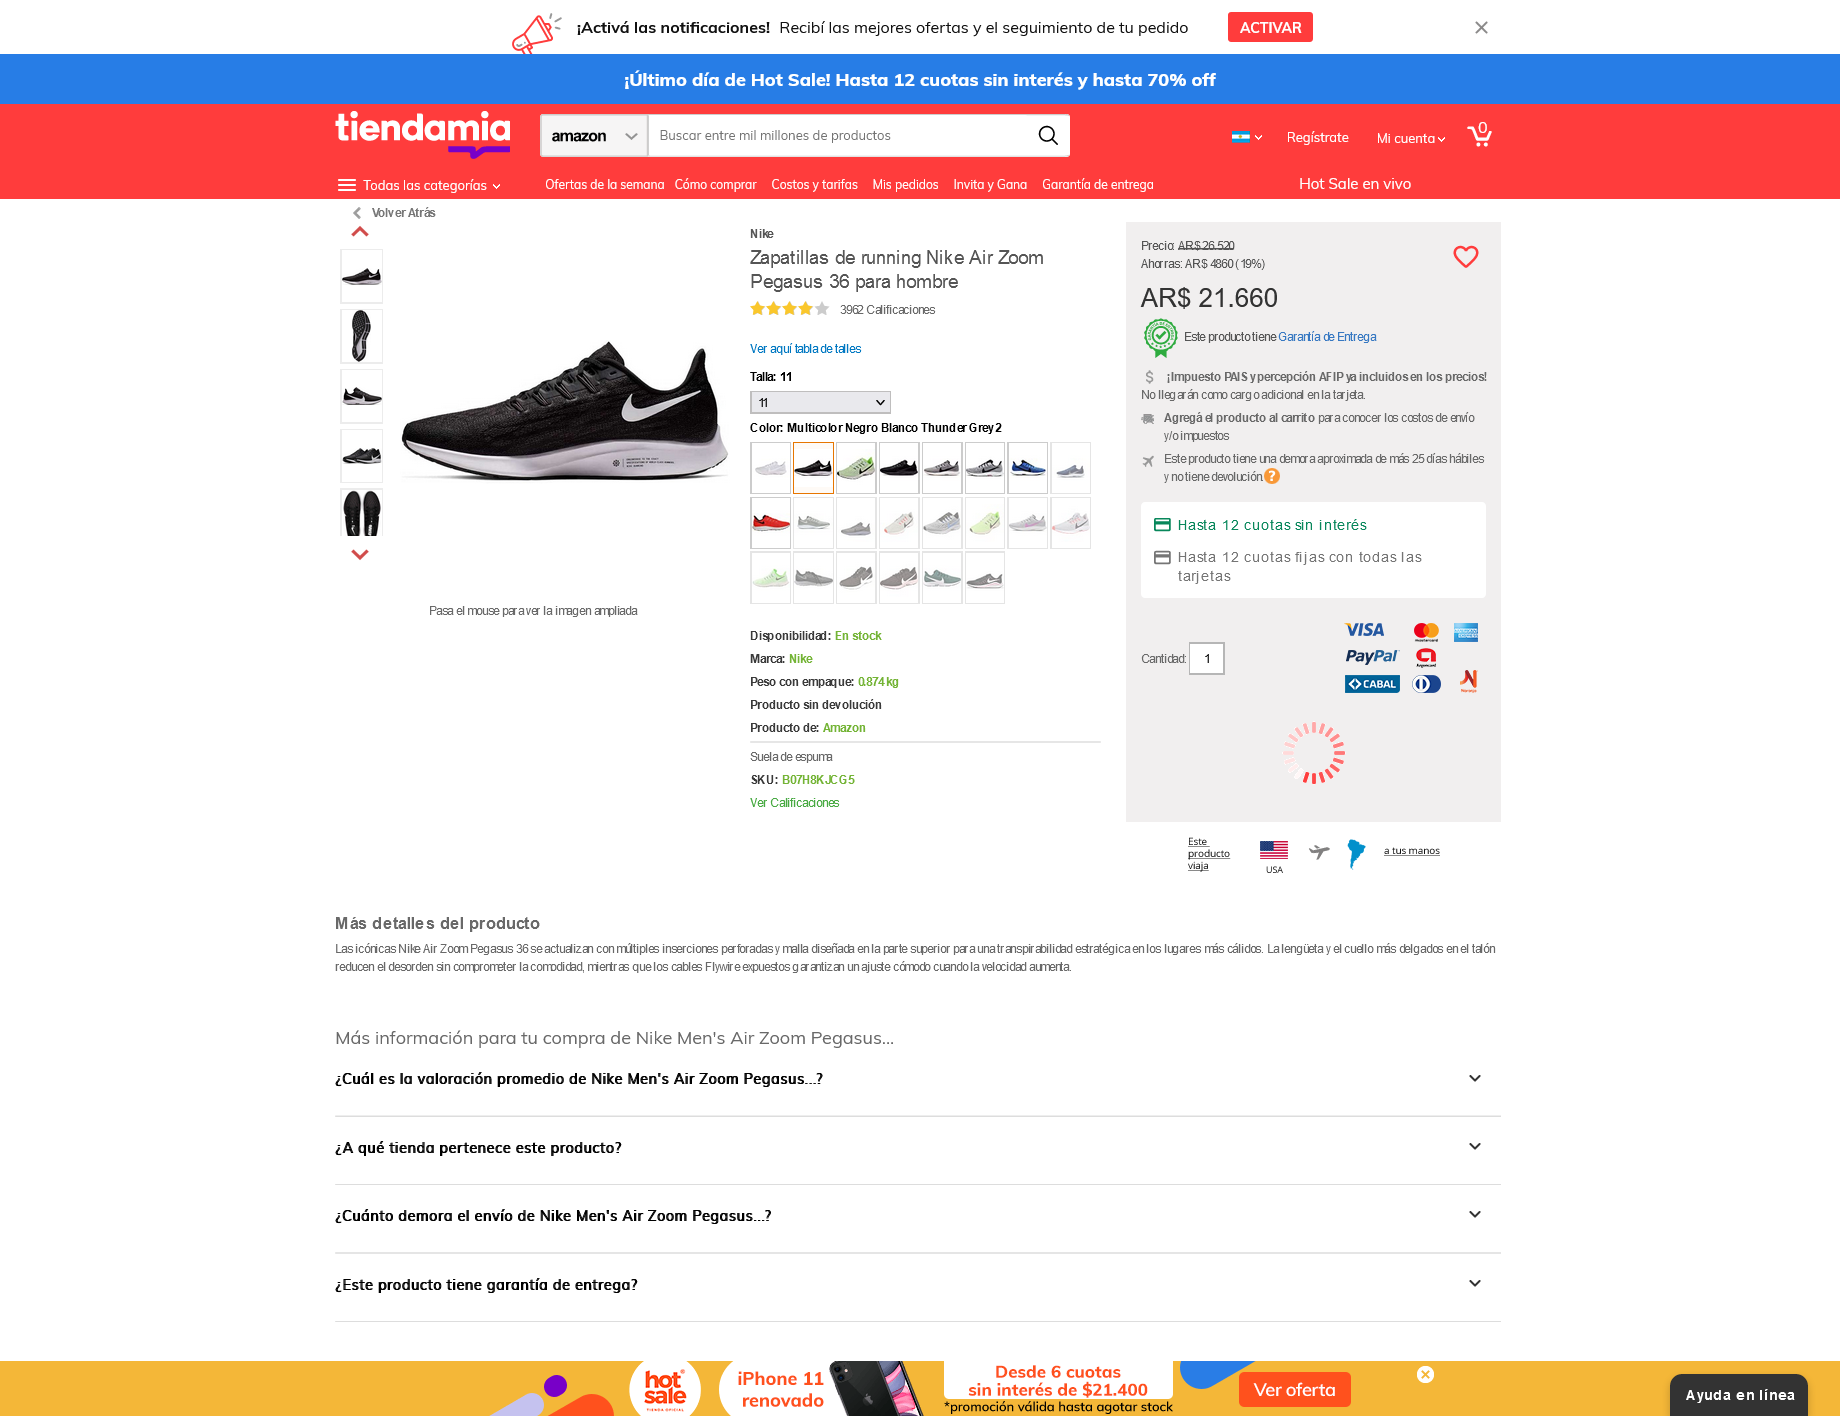 ¡Activá las notificaciones! Recibí las mejores ofertas y el seguimiento de tu pedido
ACTIVAR
¡Último día de Hot Sale! Hasta 12 cuotas sin interés y hasta 70% off
tiendamia
amazon
Buscar entre mil millones de productos
Regístrate
Mi cuenta
0
Todas las categorías
Ofertas de la semana
Cómo comprar
Costos y tarifas
Mis pedidos
Invita y Gana
Garantía de entrega
Hot Sale en vivo
Volver Atrás
Pasa el mouse para ver la imagen ampliada
Nike
Zapatillas de running Nike Air Zoom
Pegasus 36 para hombre
3962 Calificaciones
Ver aquí tabla de talles
Talla: 11
11
Color: Multicolor Negro Blanco Thunder Grey 2
Disponibilidad: En stock
Marca: Nike
Peso con empaque: 0.874 kg
Producto sin devolución
Producto de: Amazon
Suela de espuma
SKU: B07H8KJCG5
Ver Calificaciones
Precio: AR$ 26.520
Ahorras: AR$ 4860 (19%)
AR$ 21.660
Este producto tiene Garantía de Entrega
¡Impuesto PAIS y percepción AFIP ya incluidos en los precios!
No llegarán como cargo adicional en la tarjeta.
Agregá el producto al carrito para conocer los costos de envío
y/o impuestos
Este producto tiene una demora aproximada de más 25 días hábiles
y no tiene devolución ?
Hasta 12 cuotas sin interés
Hasta 12 cuotas fijas con todas las
tarjetas
Cantidad: 1
VISA
mastercard
PayPal
Argencard
CABAL
Naranja
Este
producto
viaja
USA
a tus manos
Más detalles del producto
Las icónicas Nike Air Zoom Pegasus 36 se actualizan con múltiples inserciones perforadas y malla diseñada en la parte superior para una transpirabilidad estratégica en los lugares más cálidos. La lengüeta y el cuello más delgados en el talón
reducen el desorden sin comprometer la comodidad, mientras que los cables Flywire expuestos garantizan un ajuste cómodo cuando la velocidad aumenta.
Más información para tu compra de Nike Men's Air Zoom Pegasus...
¿Cuál es la valoración promedio de Nike Men's Air Zoom Pegasus...?
¿A qué tienda pertenece este producto?
¿Cuánto demora el envío de Nike Men's Air Zoom Pegasus...?
¿Este producto tiene garantía de entrega?
hot
sale
TIENDA OFICIAL
iPhone 11
renovado
Desde 6 cuotas
sin interés de $21.400
*promoción válida hasta agotar stock
Ver oferta
Ayuda en línea